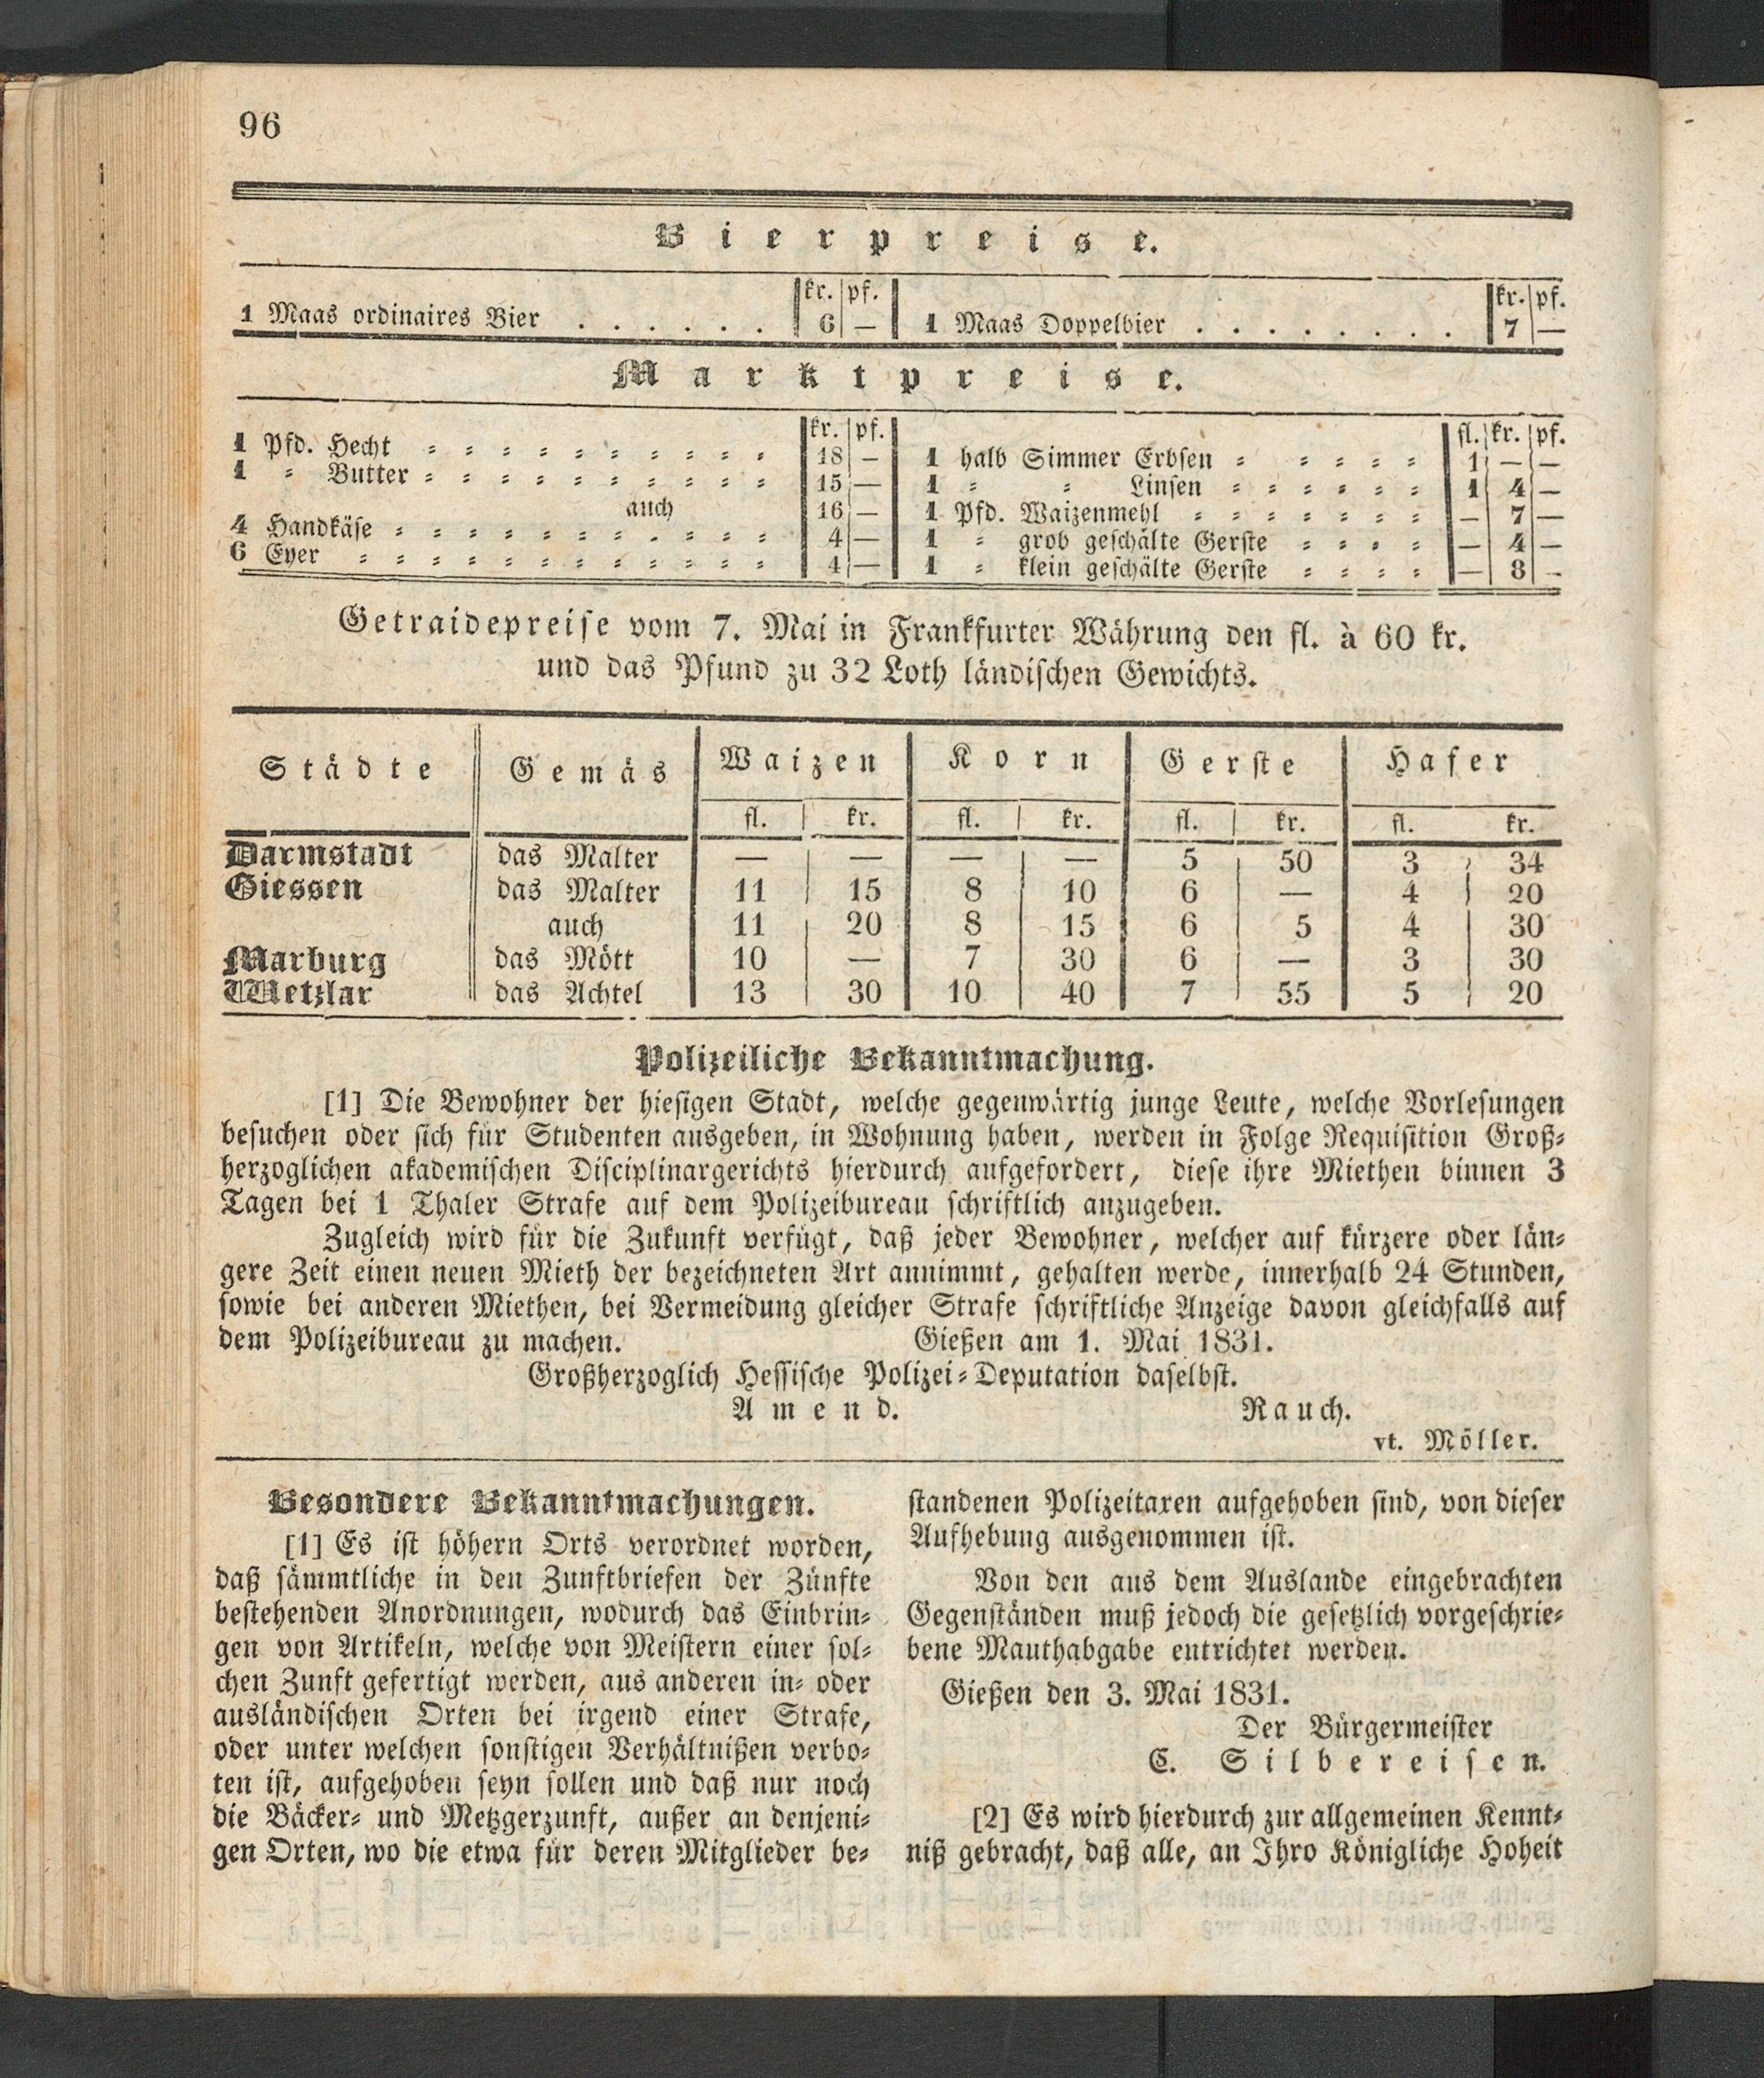 96
Bierpreise.
kr. pf. kr. pf.
1 Maas ordinaires Bier . . . . . . 6 — 1 Maas Doppelbier . . . . . . . . 7 —
Marktpreise.
kr. pf. fl. kr. pf.
1 Pfd. Hecht 18 — 1 halb Simmer Erbsen 1 — —
1 = Butter 15 — 1 = = Linsen 1 4 —
auch 16 — 1 Pfd. Waizenmehl — 7 —
4 Handkäse 4 — 1 = grob geschälte Gerste — 4 —
6 Eyer 4 — 1 = klein geschälte Gerste — 8 —
Getraidepreise vom 7. Mai in Frankfurter Währung den fl. à 60 kr.
und das Pfund zu 32 Loth ländischen Gewichts.
Städte Gemäs Waizen Korn Gerste Hafer
fl. kr. fl. kr. fl. kr. fl. kr.
Darmstadt das Malter — — — — 5 50 3 34
Giessen das Malter 11 15 8 10 6 — 4 20
auch 11 20 8 15 6 5 4 30
Marburg das Mött 10 — 7 30 6 — 3 30
Wetzlar das Achtel 13 30 10 40 7 55 5 20
Polizeiliche Bekanntmachung.
[1] Die Bewohner der hiesigen Stadt, welche gegenwärtig junge Leute, welche Vorlesungen
besuchen oder sich für Studenten ausgeben, in Wohnung haben, werden in Folge Requisition Groß=
herzoglichen akademischen Disciplinargerichts hierdurch aufgefordert, diese ihre Miethen binnen 3
Tagen bei 1 Thaler Strafe auf dem Polizeibureau schriftlich anzugeben.
Zugleich wird für die Zukunft verfügt, daß jeder Bewohner, welcher auf kürzere oder län=
gere Zeit einen neuen Mieth der bezeichneten Art annimmt, gehalten werde, innerhalb 24 Stunden,
sowie bei anderen Miethen, bei Vermeidung gleicher Strafe schriftliche Anzeige davon gleichfalls auf
dem Polizeibureau zu machen. Gießen am 1. Mai 1831.
Großherzoglich Hessische Polizei=Deputation daselbst.
Amend. Rauch.
vt. Möller.
Besondere Bekanntmachungen.
[1] Es ist höhern Orts verordnet worden,
daß sämmtliche in den Zunftbriefen der Zünfte
bestehenden Anordnungen, wodurch das Einbrin=
gen von Artikeln, welche von Meistern einer sol=
chen Zunft gefertigt werden, aus anderen in= oder
ausländischen Orten bei irgend einer Strafe,
oder unter welchen sonstigen Verhältnißen verbo=
ten ist, aufgehoben seyn sollen und daß nur noch
die Bäcker= und Metzgerzunft, außer an denjeni=
gen Orten, wo die etwa für deren Mitglieder be=
standenen Polizeitaxen aufgehoben sind, von dieser
Aufhebung ausgenommen ist.
Von den aus dem Auslande eingebrachten
Gegenständen muß jedoch die gesetzlich vorgeschrie=
bene Mauthabgabe entrichtet werden.
Gießen den 3. Mai 1831.
Der Bürgermeister
C. Silbereisen.
[2] Es wird hierdurch zur allgemeinen Kennt=
niß gebracht, daß alle, an Ihro Königliche Hoheit